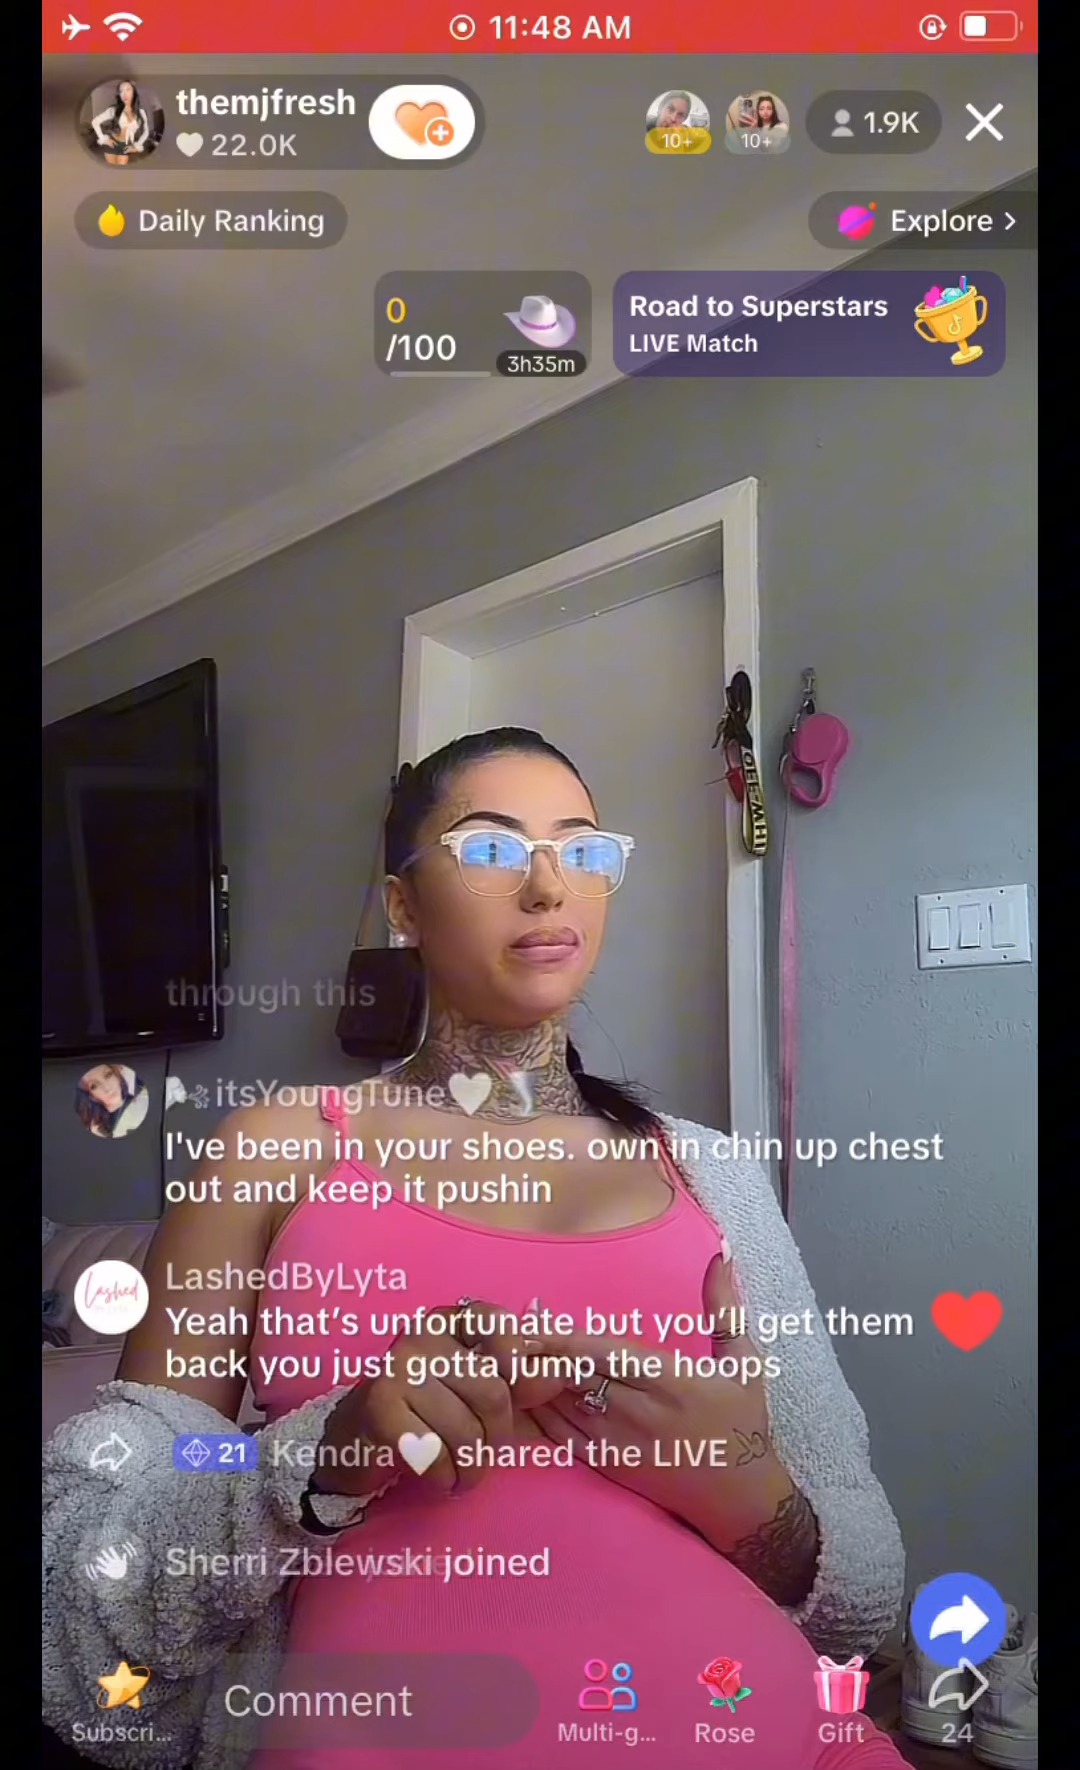 11:48 AM
themjfresh
22.0K
10+
10+
1.9K
Daily Ranking
Explore >
0
/100
3h35m
Road to Superstars
LIVE Match
through this
itsYoungTune
I've been in your shoes. own in chin up chest
out and keep it pushin
Lashed
LashedByLyta
Yeah that's unfortunate but you'll get them
back you just gotta jump the hoops
21 Kendra shared the LIVE
Sherri Zblewski joined
Subscri...
Comment
Multi-g...
Rose
Gift
24